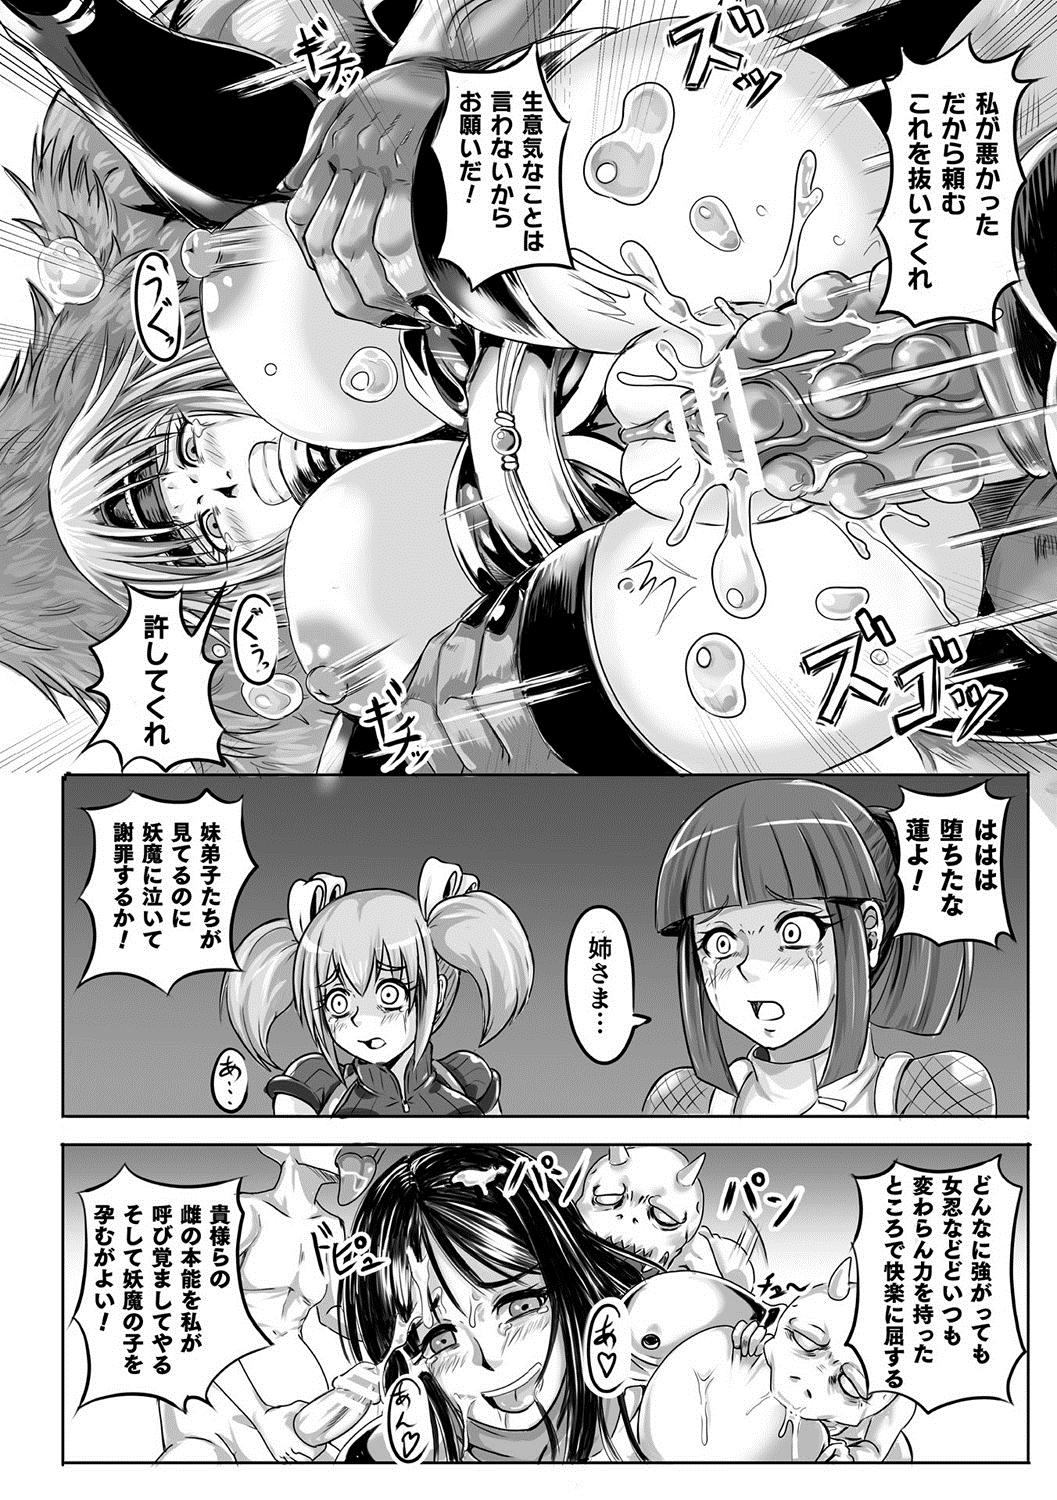 私が悪かった
だから頼む
これを抜いてくれ
生意気なことは
言わないから
お願いだ！
ズズッ
ギチッ
うぐく
ぐくうっ
許してくれ
ギチッ
ズズッ
ズゴッ
ははは
堕ちたな
蓮よ！
姉さま…
妹弟子たちが
見てるのに
妖魔に泣いて
謝罪するか！
あ…
どんなに強がっても
女忍などどいつも
変わらん力を持った
ところで快楽に屈する
パン
パン
チュ～
ドピュ
あ♡
あん♡
貴様らの
雌の本能を私が
呼び覚ましてやる
そして妖魔の子を
孕むがよい！